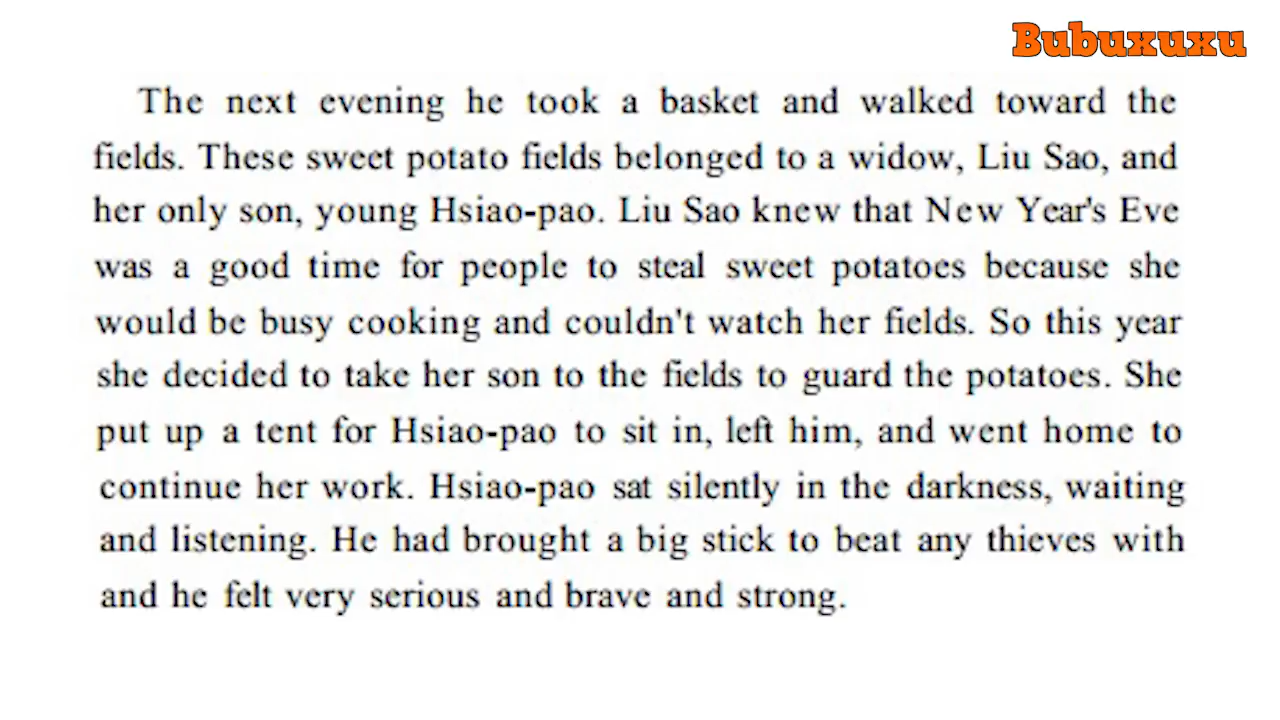 Bubuxuxu
The next evening he took a basket and walked toward the
fields. These sweet potato fields belonged to a widow, Liu Sao, and
her only son, young Hsiao-pao. Liu Sao knew that New Year's Eve
was a good time for people to steal sweet potatoes because she
would be busy cooking and couldn't watch her fields. So this year
she decided to take her son to the fields to guard the potatoes. She
put up a tent for Hsiao-pao to sit in, left him, and went home to
continue her work. Hsiao-pao sat silently in the darkness, waiting
and listening. He had brought a big stick to beat any thieves with
and he felt very serious and brave and strong.